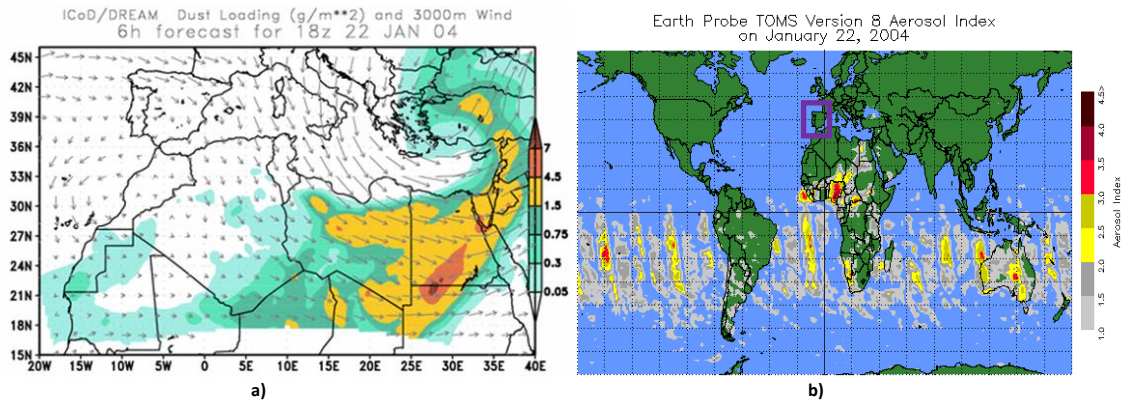 ICoD/DREAM Dust Loading (g/m**2) and 3000m Wind
6h forecast for 18z 22 JAN 04
45N
42N
39N
36N
33N
30N
27N
24N
21N
18N
15N
20W 15W 10W 5W 0 5E 10E 15E 20E 25E 30E 35E 40E
7
4.5
1.5
0.75
0.3
0.05
a)
Earth Probe TOMS Version 8 Aerosol Index
on January 22, 2004
4.5>
4.0
3.5
3.0
2.5
2.0
1.5
1.0
Aerosol Index
b)